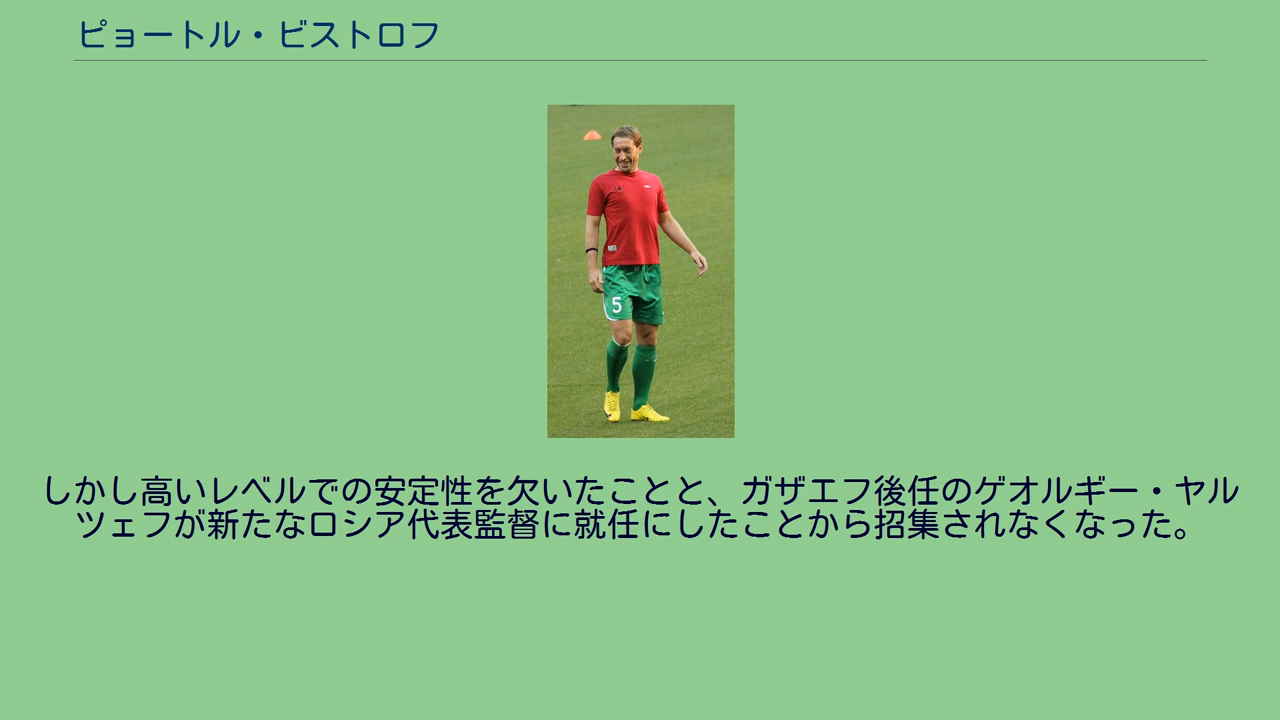 ピョートル・ビストロフ
5
しかし高いレベルでの安定性を欠いたことと、ガザエフ後任のゲオルギー・ヤル
ツェフが新たなロシア代表監督に就任にしたことから招集されなくなった。